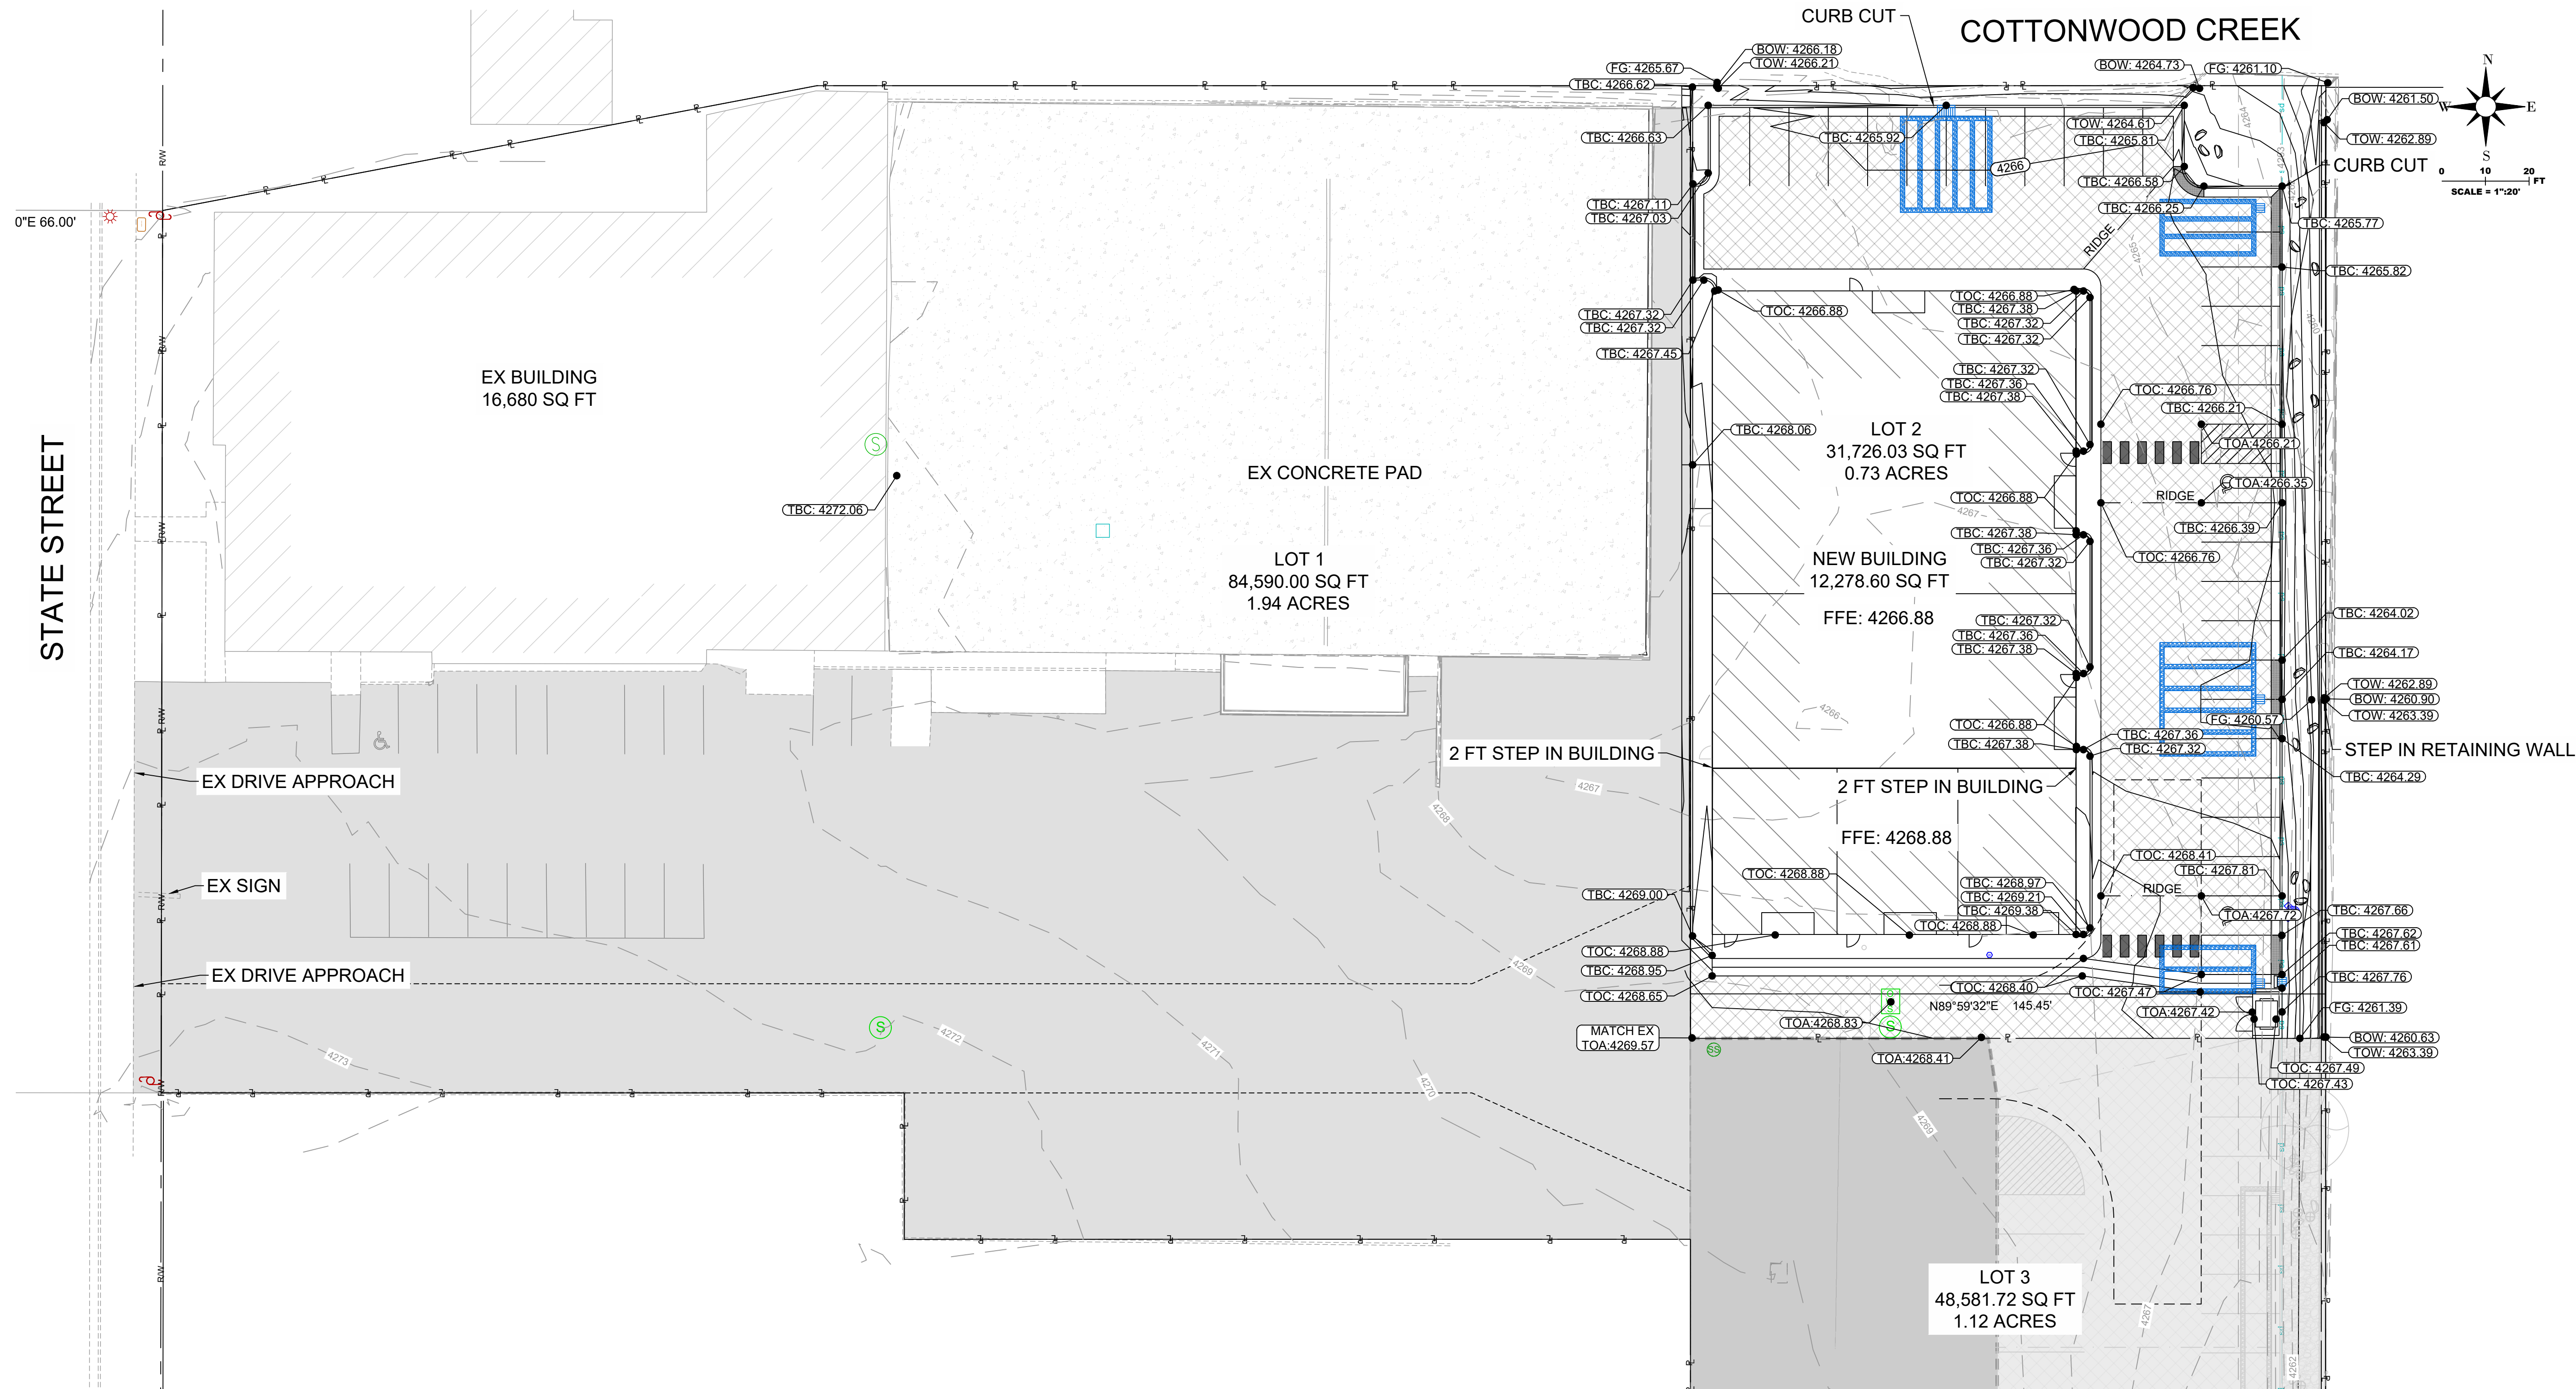 CURB CUT
COTTONWOOD CREEK
BOW: 4266.18
TOW: 4266.21
FG: 4265.67
TBC: 4266.62
BOW: 4264.73
FG: 4261.10
BOW: 4261.50
TOW: 4262.89
N
W
E
S
0 10 20 FT
SCALE = 1":20'
TBC: 4266.63
TBC: 4265.92
TOW: 4264.61
TBC: 4265.81
4266
TBC: 4266.58
CURB CUT
TBC: 4267.11
TBC: 4267.03
TBC: 4266.25
TBC: 4265.77
0"E 66.00'
RIDGE
4265
4264
TBC: 4265.82
TOC: 4266.88
TBC: 4267.38
TBC: 4267.32
TBC: 4267.32
TOC: 4266.88
TBC: 4267.32
TBC: 4267.32
TBC: 4267.45
TBC: 4267.32
TBC: 4267.36
TBC: 4267.38
TOC: 4266.76
TBC: 4266.21
EX BUILDING
16,680 SQ FT
STATE STREET
TBC: 4268.06
LOT 2
31,726.03 SQ FT
0.73 ACRES
TOA:4266.21
EX CONCRETE PAD
TOA:4266.35
TBC: 4272.06
TOC: 4266.88
RIDGE
4267
TBC: 4266.39
TBC: 4267.38
TBC: 4267.36
TBC: 4267.32
TOC: 4266.76
LOT 1
84,590.00 SQ FT
1.94 ACRES
NEW BUILDING
12,278.60 SQ FT
FFE: 4266.88
TBC: 4267.32
TBC: 4267.36
TBC: 4267.38
TBC: 4264.02
TBC: 4264.17
TOW: 4262.89
BOW: 4260.90
TOW: 4263.39
4266
TOC: 4266.88
TBC: 4267.38
FG: 4260.57
TBC: 4267.36
TBC: 4267.32
STEP IN RETAINING WALL
2 FT STEP IN BUILDING
TBC: 4264.29
EX DRIVE APPROACH
4267
2 FT STEP IN BUILDING
4268
FFE: 4268.88
TOC: 4268.41
TBC: 4267.81
TOC: 4268.88
TBC: 4268.97
TBC: 4269.21
TBC: 4269.38
TOC: 4268.88
EX SIGN
TBC: 4269.00
RIDGE
TOA:4267.72
TBC: 4267.66
TBC: 4267.62
TBC: 4267.61
TOC: 4268.88
TBC: 4268.95
TOC: 4268.65
4269
EX DRIVE APPROACH
TBC: 4267.76
TOC: 4268.40
TOC: 4267.47
N89°59'32"E 145.45'
FG: 4261.39
TOA:4267.42
TOA:4268.83
MATCH EX
TOA:4269.57
BOW: 4260.63
TOW: 4263.39
TOA:4268.41
TOC: 4267.49
TOC: 4267.43
4273
4272
4271
4270
4269
LOT 3
48,581.72 SQ FT
1.12 ACRES
4267
4262